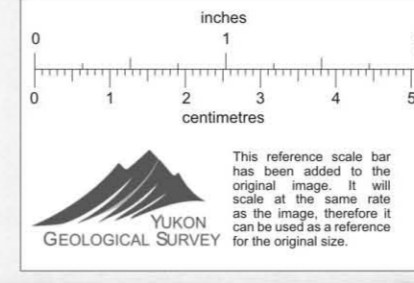 inches
0 1
0 1 2 3 4 5
centimetres
This reference scale bar
has been added to the
original image. It will
scale at the same rate
as the image, therefore it
can be used as a reference
for the original size.
YUKON
GEOLOGICAL SURVEY